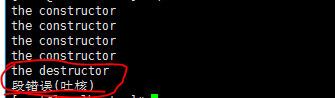 the constructor
the constructor
the constructor
the constructor
the destructor
段错误(吐核)